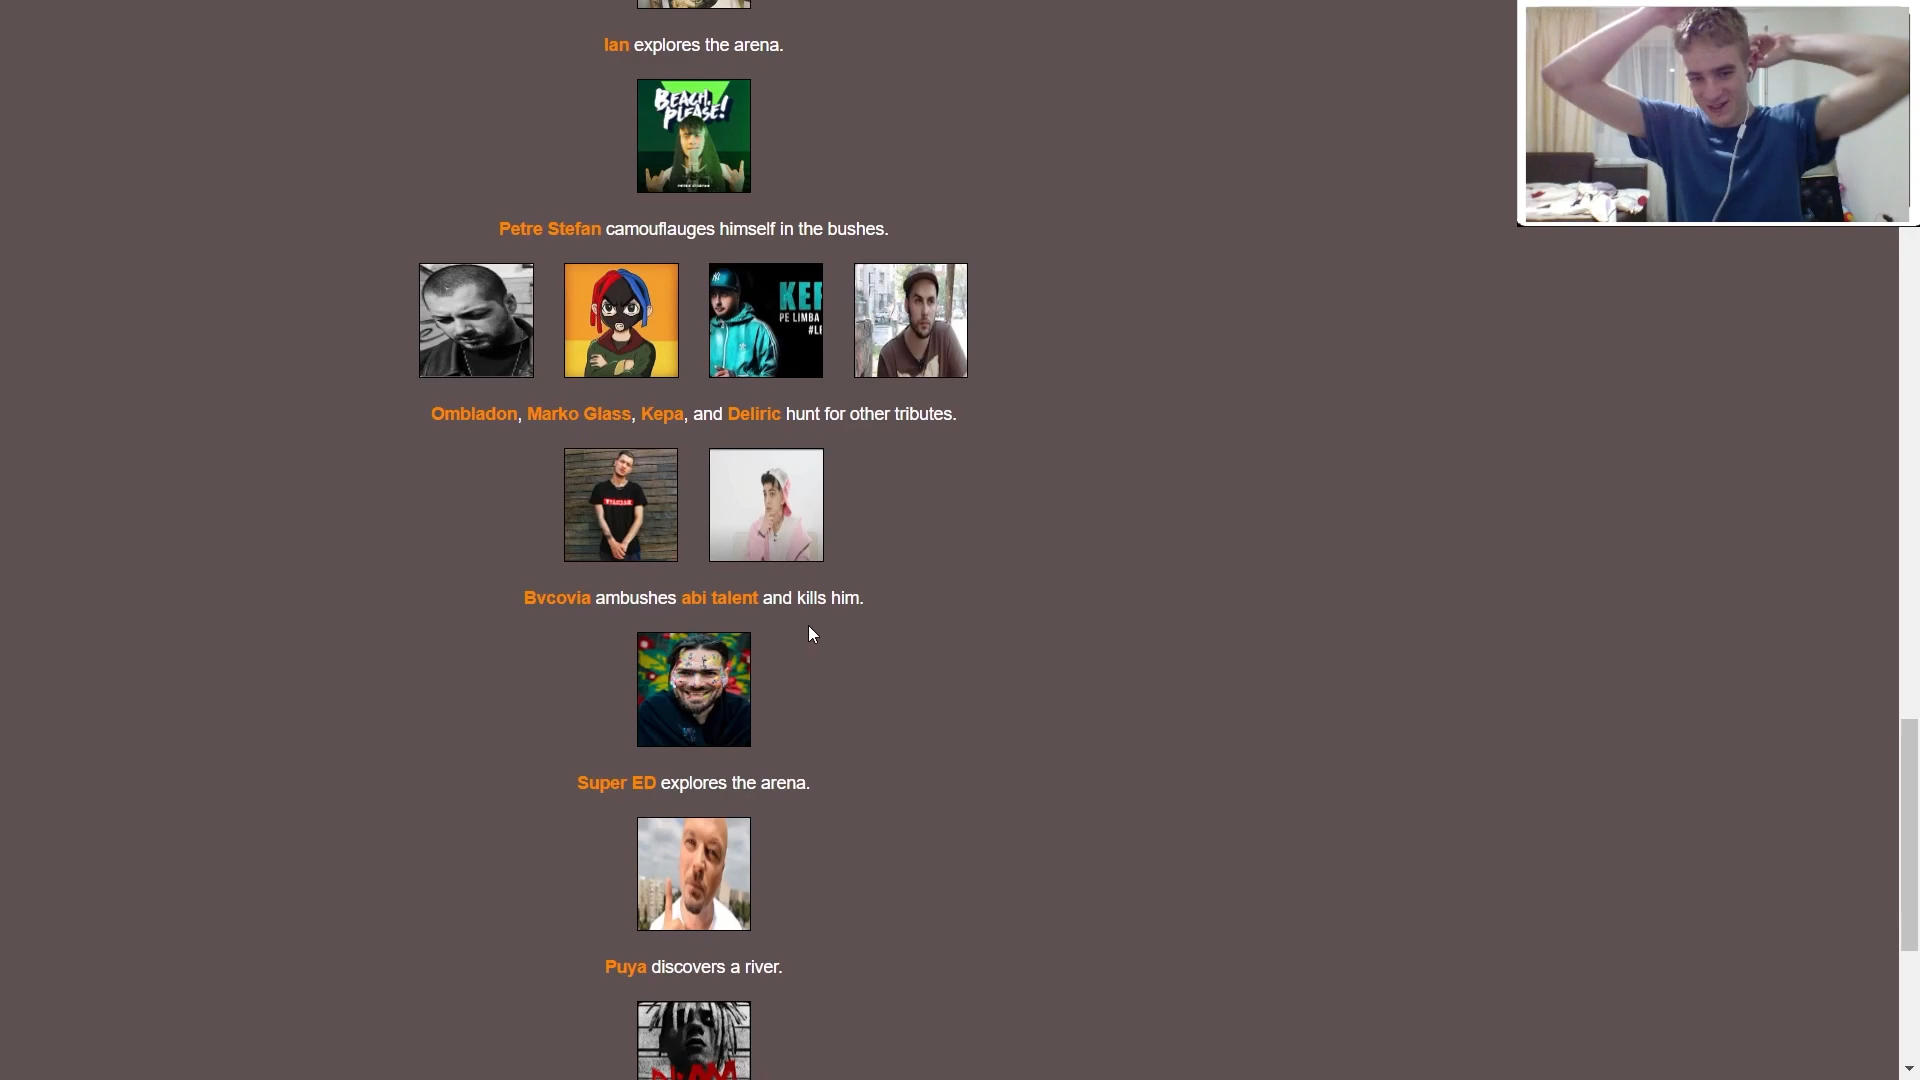 Ian explores the arena.
BEACH,
PLEASE!
Petre Stefan camouflauges himself in the bushes.
KEP
PE LIMBA
Ombladon, Marko Glass, Kepa, and Deliric hunt for other tributes.
Bvcovia ambushes abi talent and kills him.
Super ED explores the arena.
Puya discovers a river.